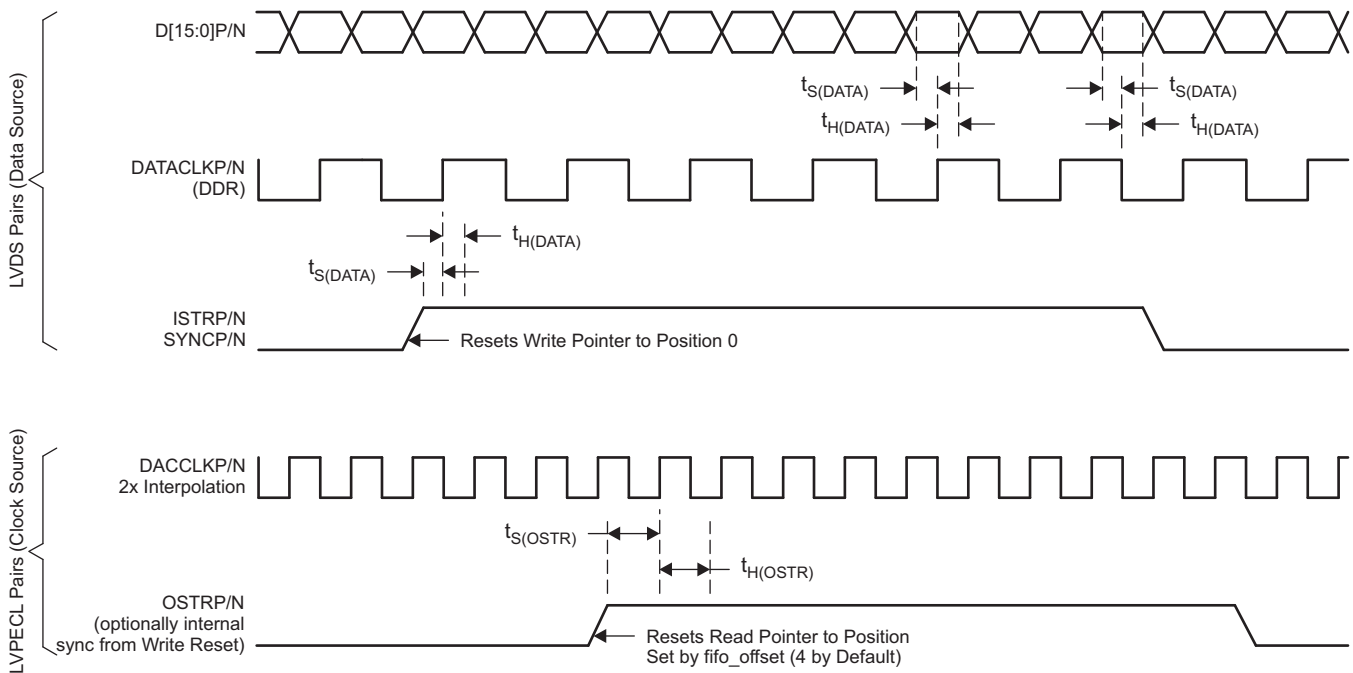 LVDS Pairs (Data Source)
D[15:0]P/N
tS(DATA)
tS(DATA)
tH(DATA)
tH(DATA)
DATACLKP/N
(DDR)
tH(DATA)
tS(DATA)
ISTRP/N
SYNCP/N
Resets Write Pointer to Position 0
LVPECL Pairs (Clock Source)
DACCLKP/N
2x Interpolation
tS(OSTR)
tH(OSTR)
OSTRP/N
(optionally internal
sync from Write Reset)
Resets Read Pointer to Position
Set by fifo_offset (4 by Default)